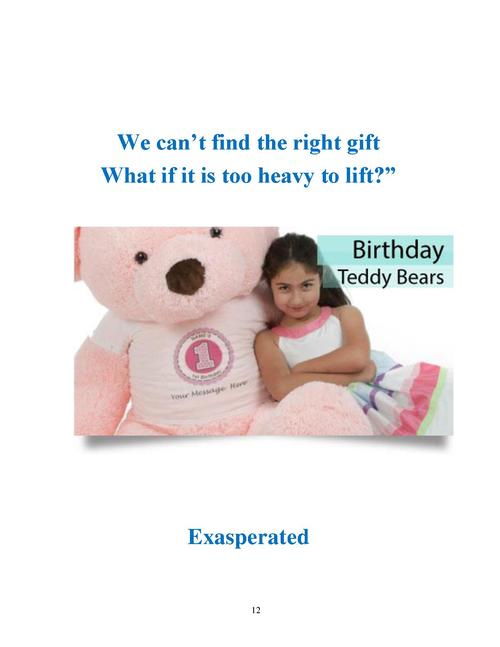 We can’t find the right gift
What if it is too heavy to lift?”
Birthday
Teddy Bears
NAME'S
1
1st Birthday
Your Message Here
Exasperated
12